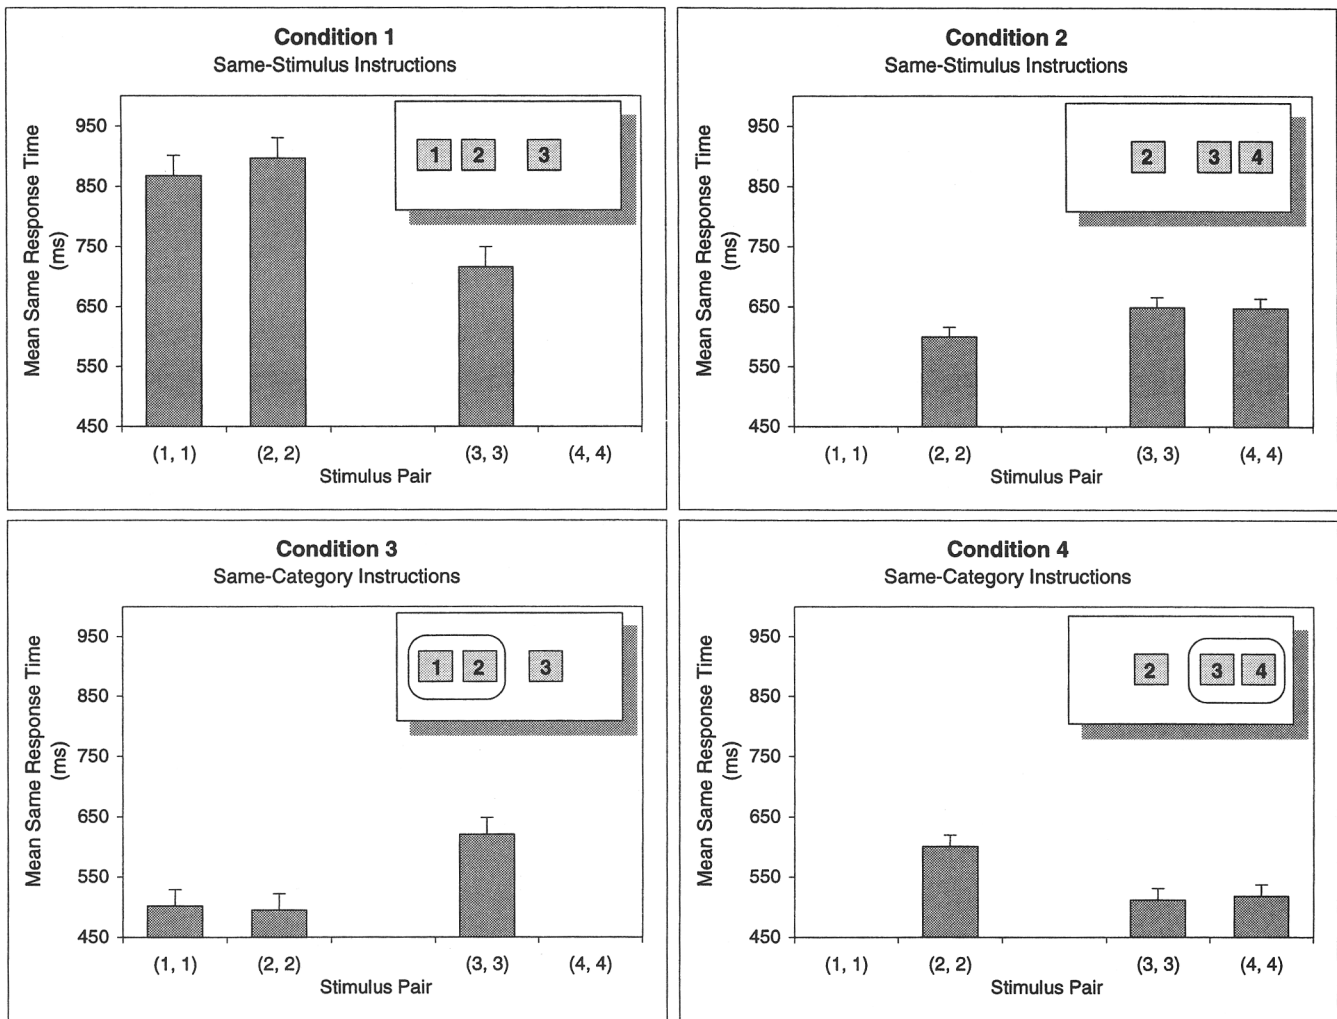 Condition 1
Same-Stimulus Instructions
Mean Same Response Time
(ms)
950
850
750
650
550
450
1 2 3
(1, 1) (2, 2) (3, 3) (4, 4)
Stimulus Pair
Condition 2
Same-Stimulus Instructions
Mean Same Response Time
(ms)
950
850
750
650
550
450
2 3 4
(1, 1) (2, 2) (3, 3) (4, 4)
Stimulus Pair
Condition 3
Same-Category Instructions
Mean Same Response Time
(ms)
950
850
750
650
550
450
1 2 3
(1, 1) (2, 2) (3, 3) (4, 4)
Stimulus Pair
Condition 4
Same-Category Instructions
Mean Same Response Time
(ms)
950
850
750
650
550
450
2 3 4
(1, 1) (2, 2) (3, 3) (4, 4)
Stimulus Pair